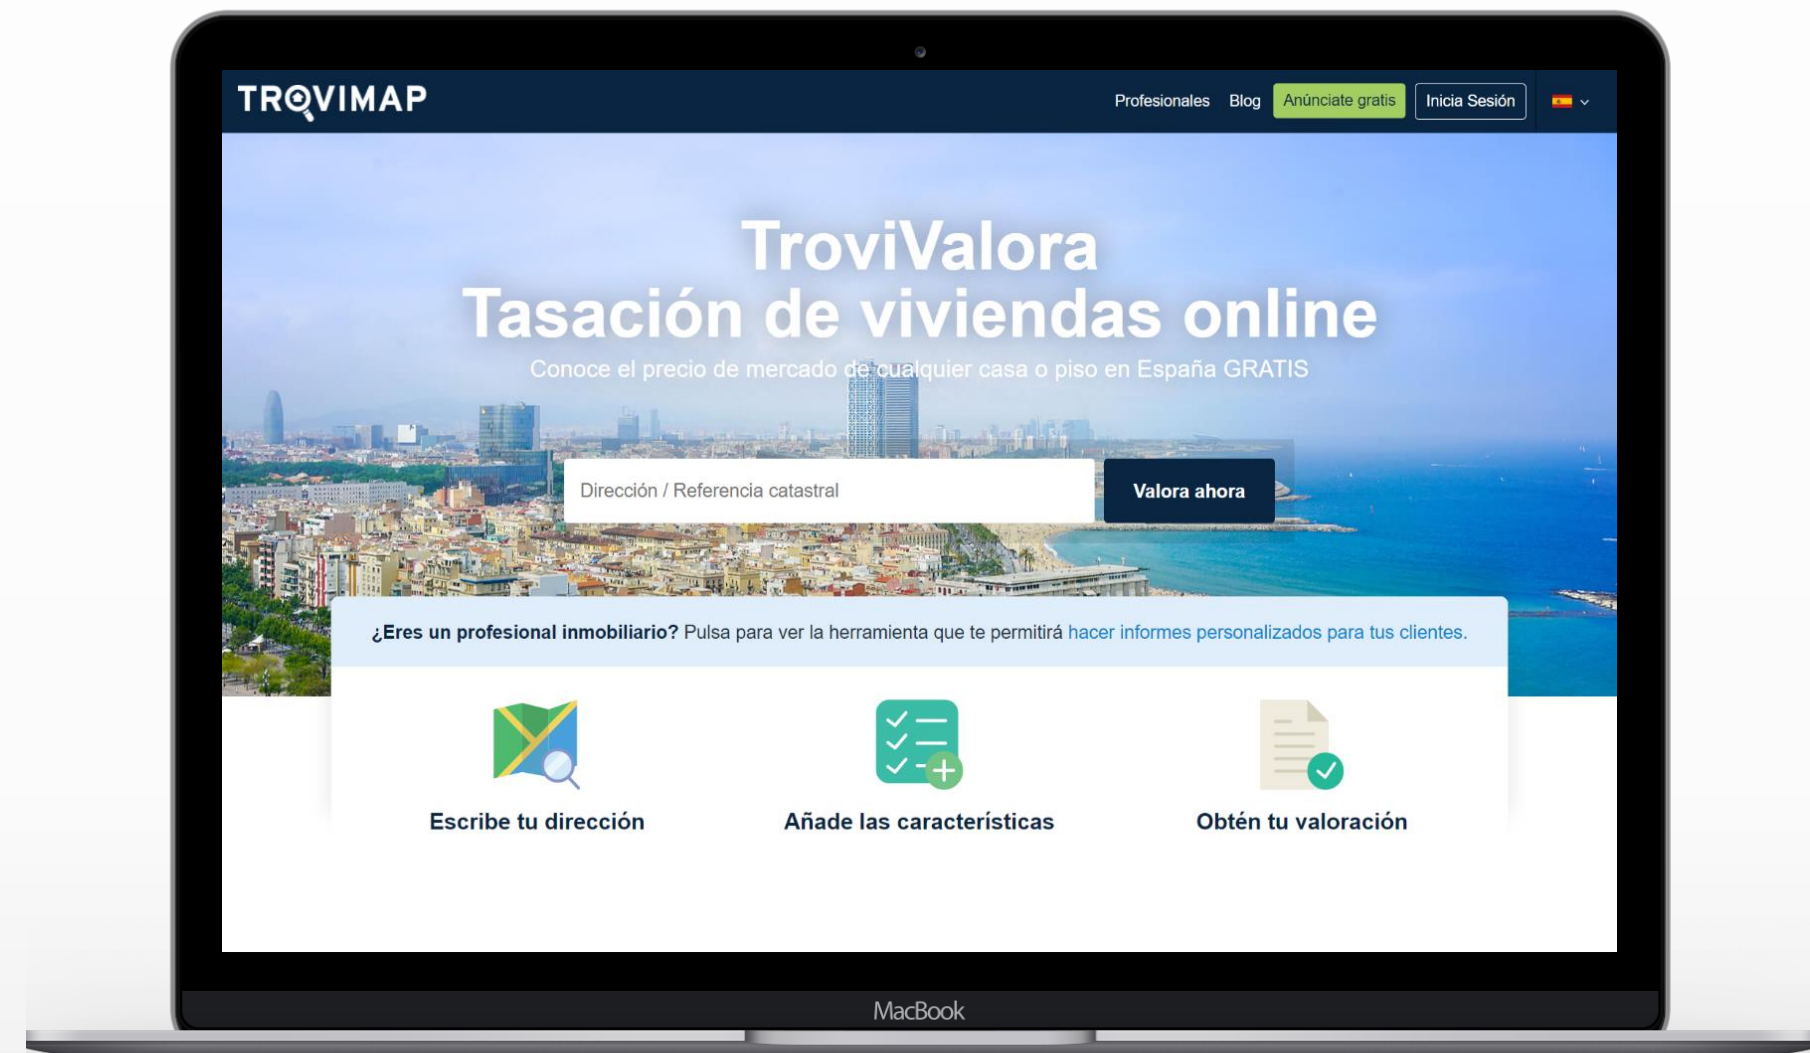 TROVIMAP
Profesionales Blog Anúnciate gratis Inicia Sesión
TroviValora
Tasación de viviendas online
Conoce el precio de mercado de cualquier casa o piso en España GRATIS
Dirección / Referencia catastral Valora ahora
¿Eres un profesional inmobiliario? Pulsa para ver la herramienta que te permitirá hacer informes personalizados para tus clientes.
Escribe tu dirección Añade las características Obtén tu valoración
MacBook